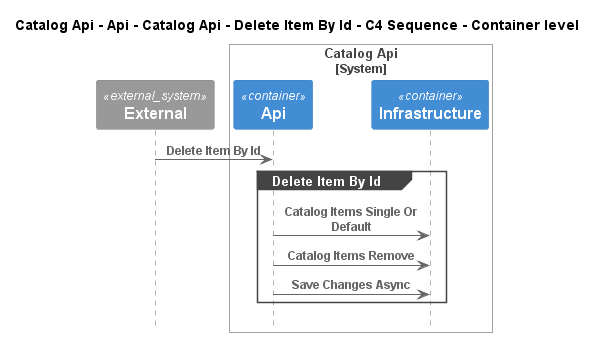 Catalog Api - Api - Catalog Api - Delete Item By Id - C4 Sequence - Container level
Catalog Api
[System]
«external_system»
External
«container»
Api
«container»
Infrastructure
Delete Item By Id
Delete Item By Id
Catalog Items Single Or
Default
Catalog Items Remove
Save Changes Async